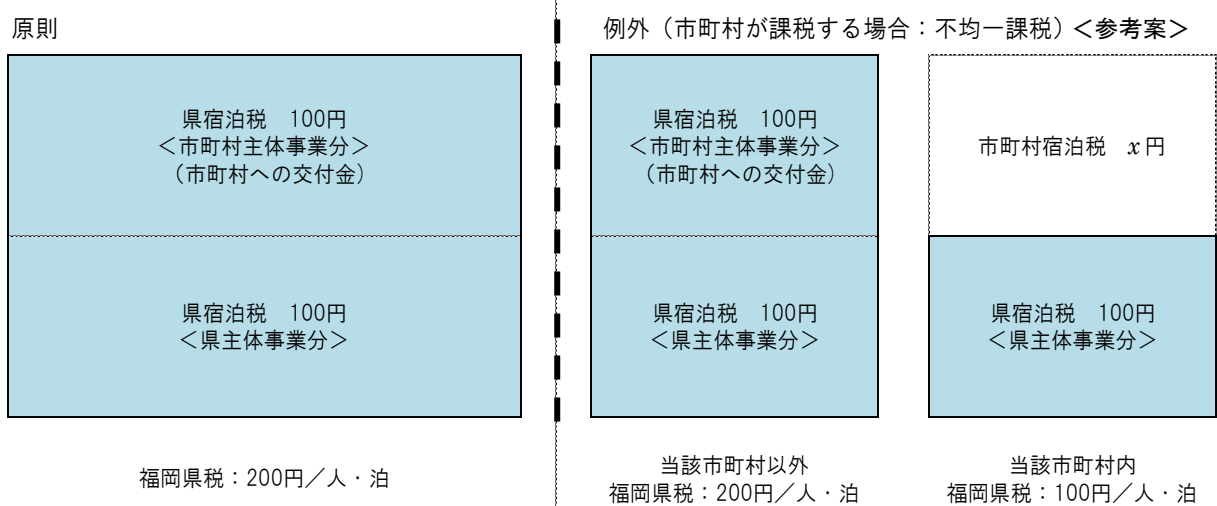 原則
県宿泊税　100円
＜市町村主体事業分＞
（市町村への交付金）
県宿泊税　100円
＜県主体事業分＞
福岡県税：200円／人・泊
例外（市町村が課税する場合：不均一課税）＜参考案＞
県宿泊税　100円
＜市町村主体事業分＞
（市町村への交付金）
県宿泊税　100円
＜県主体事業分＞
当該市町村以外
福岡県税：200円／人・泊
市町村宿泊税　x円
県宿泊税　100円
＜県主体事業分＞
当該市町村内
福岡県税：100円／人・泊